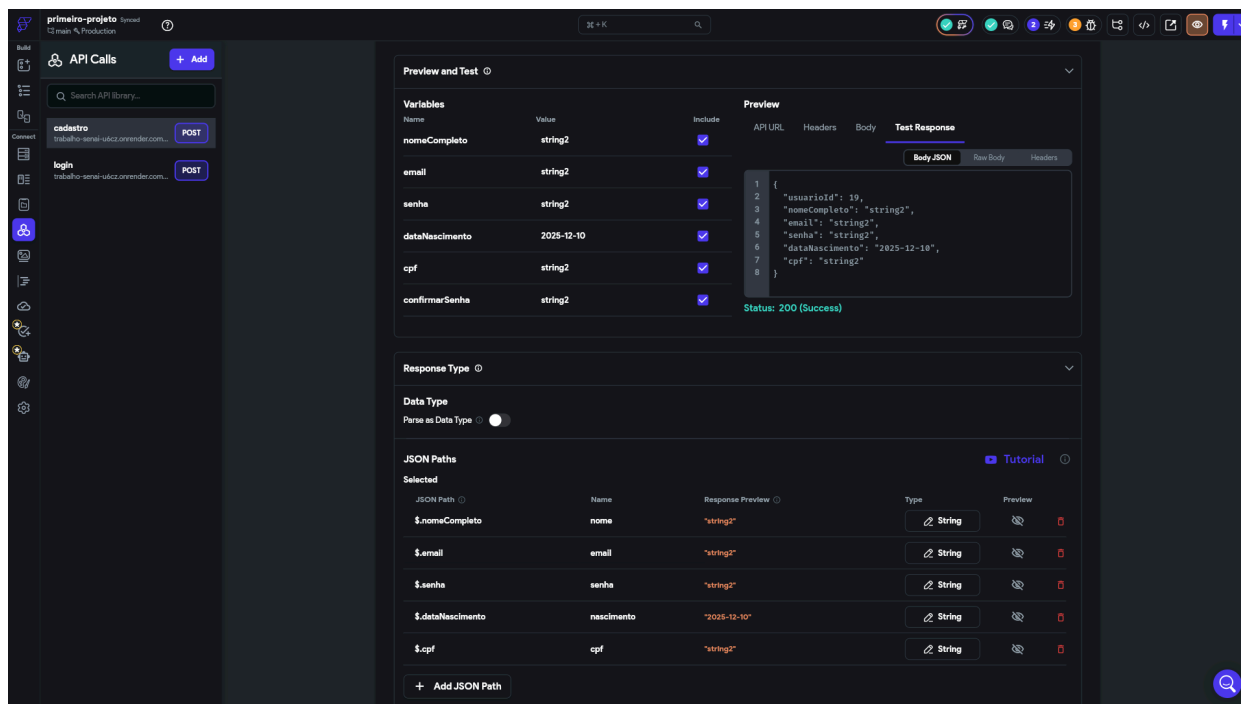 primeiro-projeto Synced
main Production
⌘+K
2
3
Build
Connect
API Calls
+ Add
Search API library...
cadastro
trabalho-senai-u6cz.onrender.com...
POST
login
trabalho-senai-u6cz.onrender.com...
POST
Preview and Test
Variables
Name Value Include
nomeCompleto string2
email string2
senha string2
dataNascimento 2025-12-10
cpf string2
confirmarSenha string2
Preview
API URL Headers Body Test Response
Body JSON Raw Body Headers
1 {
2 "usuarioId": 19,
3 "nomeCompleto": "string2",
4 "email": "string2",
5 "senha": "string2",
6 "dataNascimento": "2025-12-10",
7 "cpf": "string2"
8 }
Status: 200 (Success)
Response Type
Data Type
Parse as Data Type
JSON Paths
Tutorial
Selected
JSON Path Name Response Preview Type Preview
$.nomeCompleto nome "string2" String
$.email email "string2" String
$.senha senha "string2" String
$.dataNascimento nascimento "2025-12-10" String
$.cpf cpf "string2" String
+ Add JSON Path